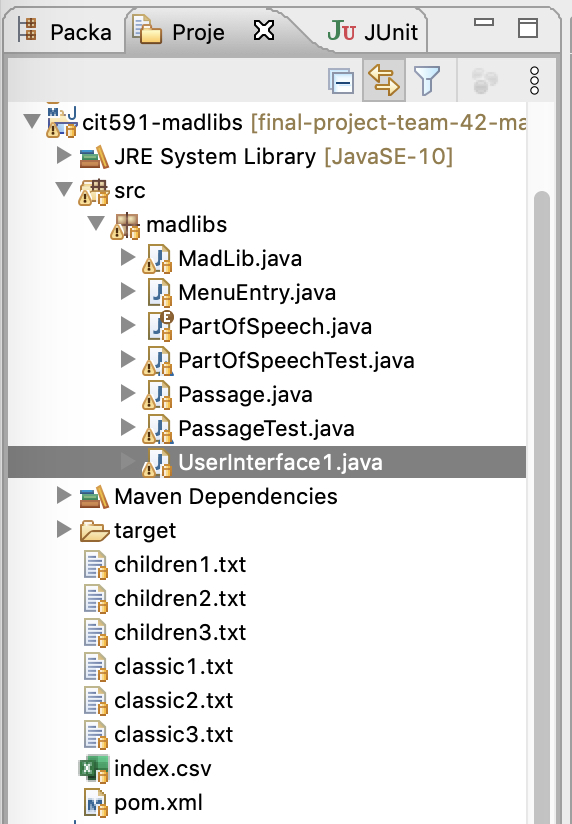 Packa Proje JUnit
cit591-madlibs [final-project-team-42-ma
JRE System Library [JavaSE-10]
src
madlibs
MadLib.java
MenuEntry.java
PartOfSpeech.java
PartOfSpeechTest.java
Passage.java
PassageTest.java
UserInterface1.java
Maven Dependencies
target
children1.txt
children2.txt
children3.txt
classic1.txt
classic2.txt
classic3.txt
index.csv
pom.xml